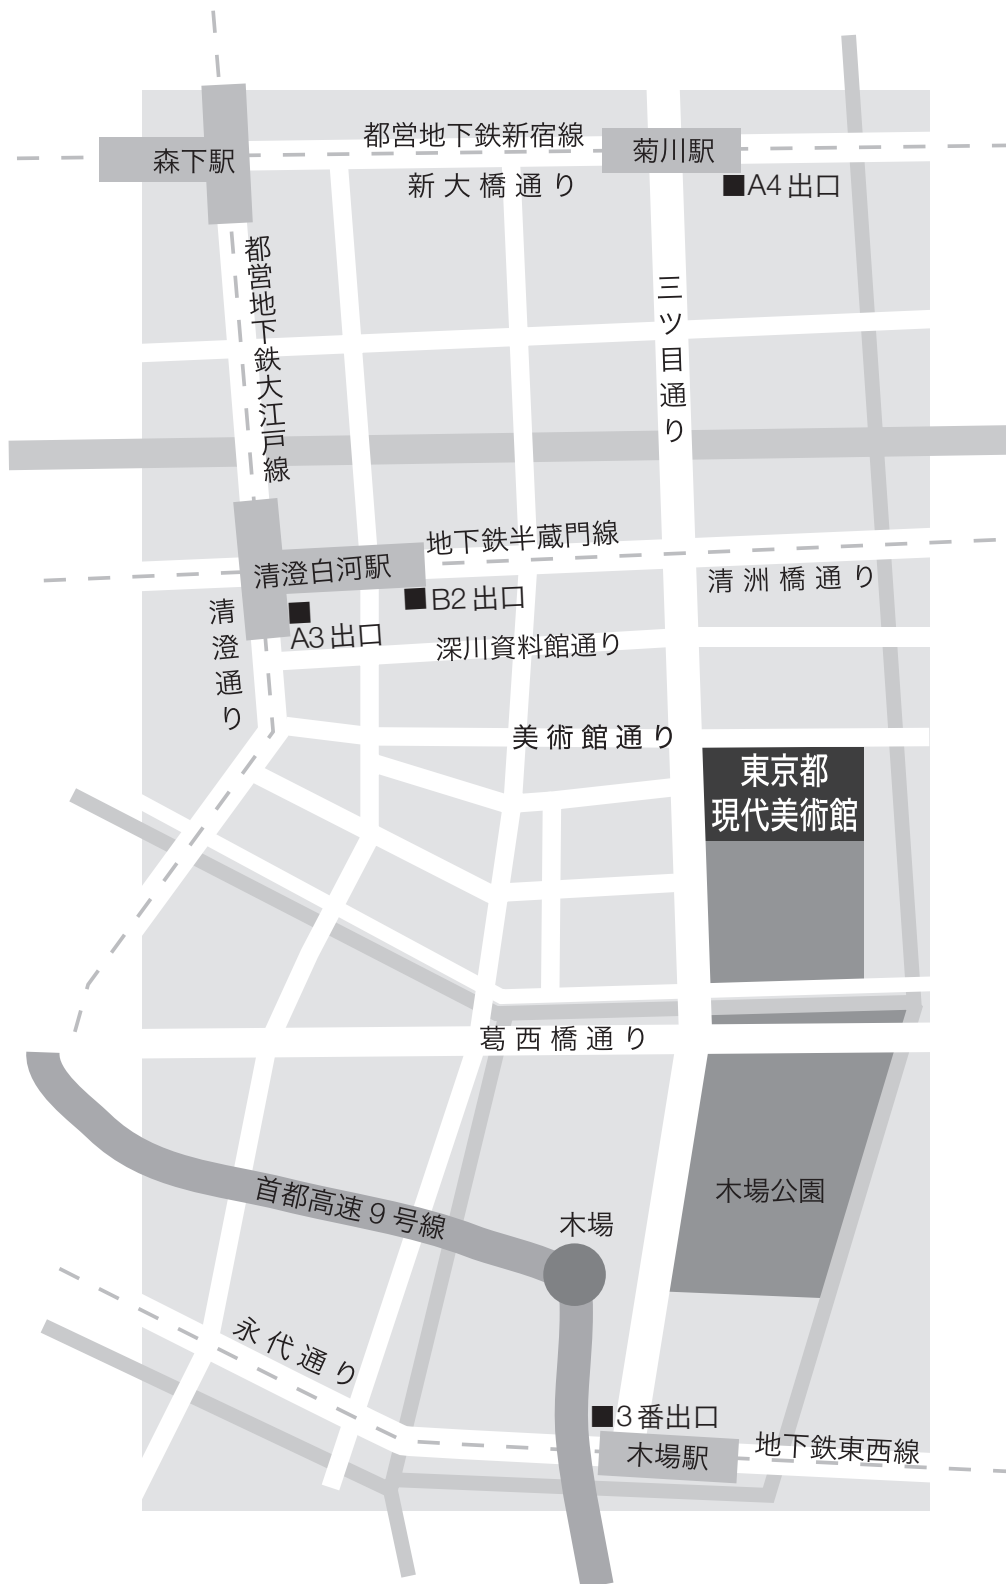 都営地下鉄新宿線
森下駅
菊川駅
新大橋通り
■A4出口
都営地下鉄大江戸線
三ツ目通り
地下鉄半蔵門線
清澄白河駅
清洲橋通り
■B2出口
清澄通り
■
A3出口
深川資料館通り
美術館通り
東京都
現代美術館
葛西橋通り
木場公園
首都高速9号線
木場
永代通り
■3番出口
木場駅
地下鉄東西線